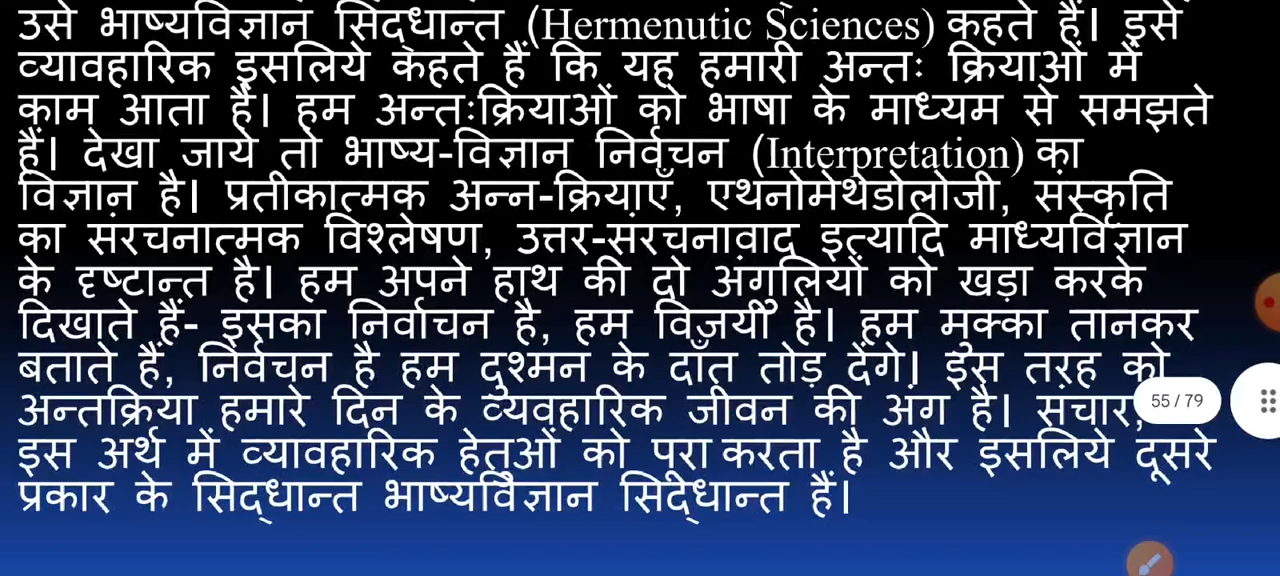 उसे भाष्यविज्ञान सिद्धान्त (Hermenutic Sciences) कहते हैं। इसे
व्यावहारिक इसलिये कहते हैं कि यह हमारी अन्तः क्रियाओं में
काम आता है। हम अन्तःक्रियाओं को भाषा के माध्यम से समझते
हैं। देखा जाये तो भाष्य-विज्ञान निर्वचन (Interpretation) का
विज्ञान है। प्रतीकात्मक अन्न-क्रियाएँ, एथनोमेथेडोलोजी, संस्कृति
का संरचनात्मक विश्लेषण, उत्तर-संरचनावाद इत्यादि माध्यविज्ञान
के दृष्टान्त है। हम अपने हाथ की दो अंगुलियों को खड़ा करके
दिखाते हैं- इसका निर्वाचन है, हम विजयी है। हम मुक्का तानकर
बताते हैं, निर्वचन है हम दुश्मन के दाँत तोड़ देंगे। इस तरह को
अन्तक्रिया हमारे दिन के व्यवहारिक जीवन की अंग है। संचार,
55 / 79
इस अर्थ में व्यावहारिक हेतुओं को पूरा करता है और इसलिये दूसरे
प्रकार के सिद्धान्त भाष्यविज्ञान सिद्धान्त हैं।